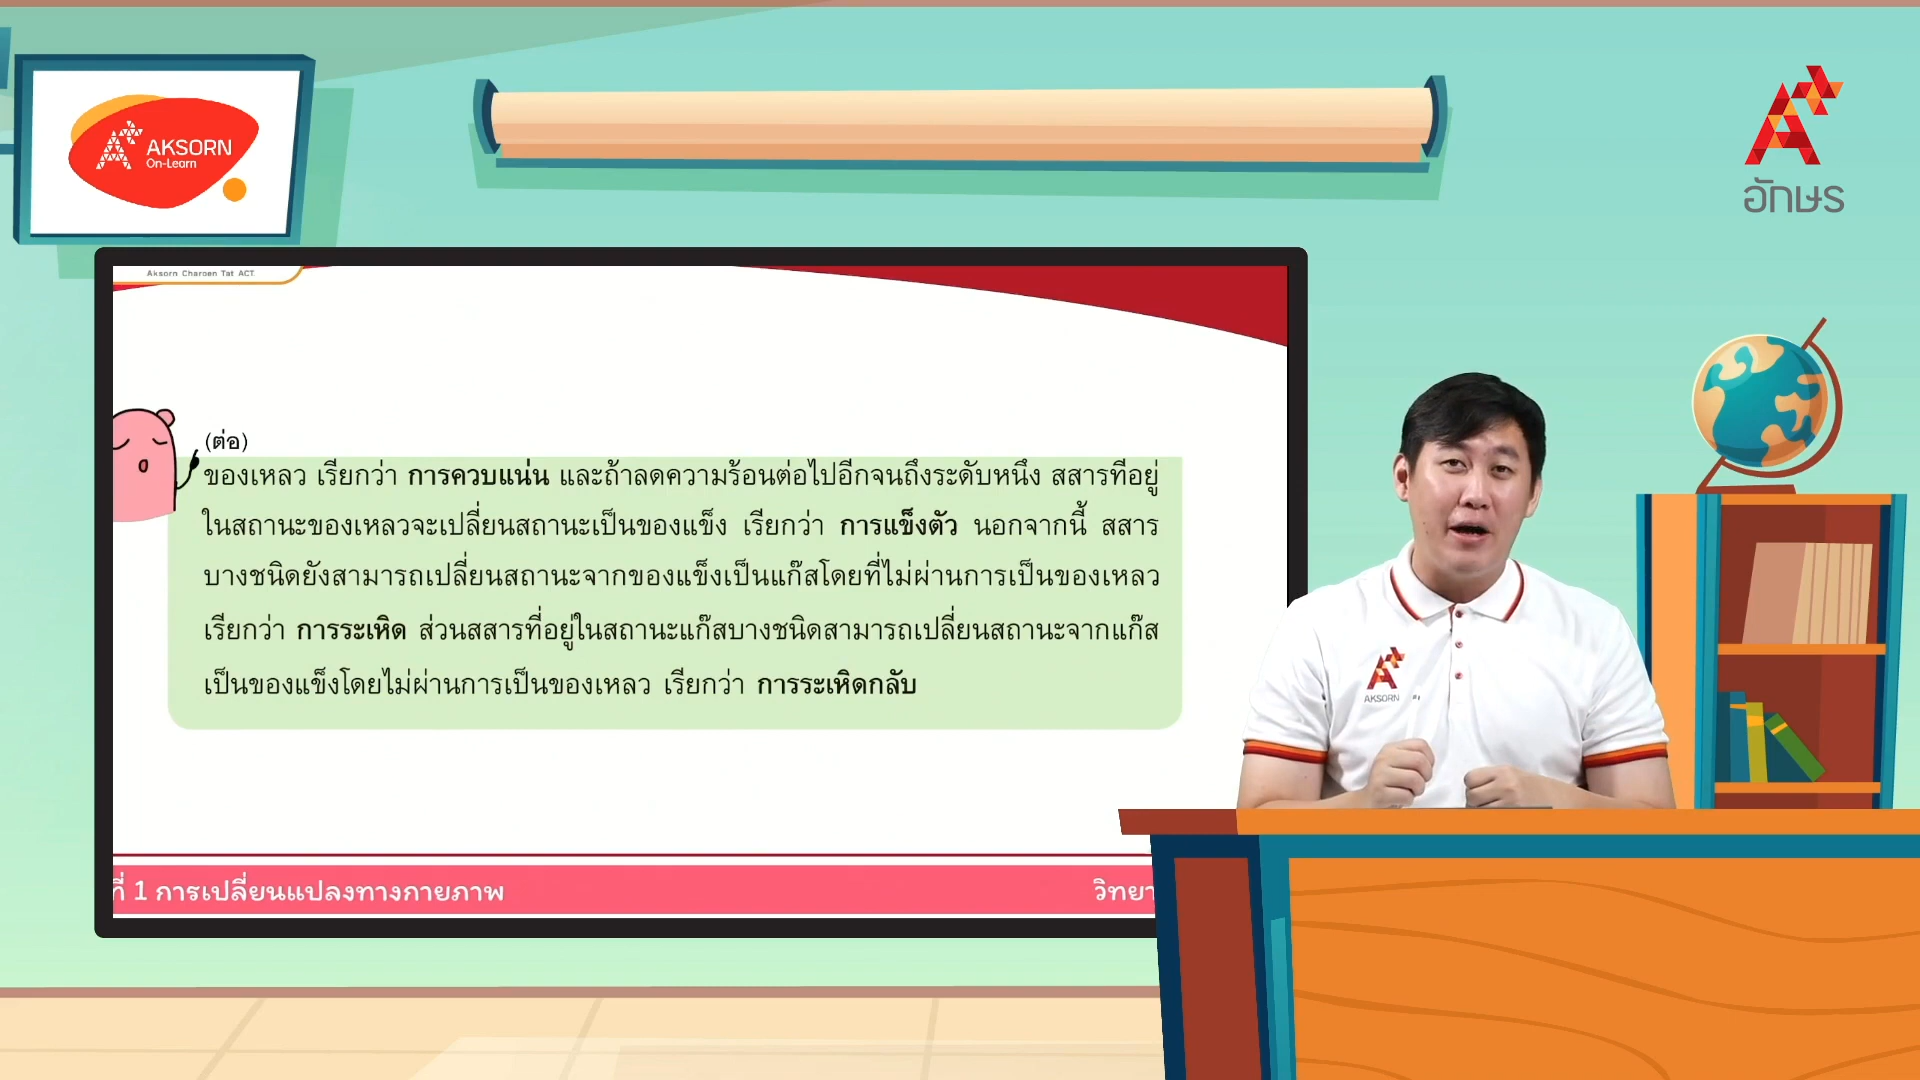 AKSORN
On-Learn
อักษร
Aksorn Charoen Tat ACT.
(ต่อ)
ของเหลว เรียกว่า การควบแน่น และถ้าลดความร้อนต่อไปอีกจนถึงระดับหนึ่ง สสารที่อยู่
ในสถานะของเหลวจะเปลี่ยนสถานะเป็นของแข็ง เรียกว่า การแข็งตัว นอกจากนี้ สสาร
บางชนิดยังสามารถเปลี่ยนสถานะจากของแข็งเป็นแก๊สโดยที่ไม่ผ่านการเป็นของเหลว
เรียกว่า การระเหิด ส่วนสสารที่อยู่ในสถานะแก๊สบางชนิดสามารถเปลี่ยนสถานะจากแก๊ส
เป็นของแข็งโดยไม่ผ่านการเป็นของเหลว เรียกว่า การระเหิดกลับ
AKSORN
ที่ 1 การเปลี่ยนแปลงทางกายภาพ
วิทยา